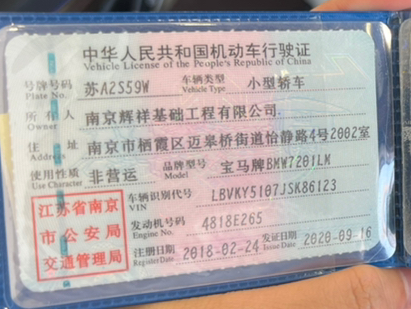 中华人民共和国机动车行驶证
Vehicle License of the People's Republic of China
号牌号码 Plate No. 苏A2S59W 车辆类型 Vehicle Type 小型轿车
所有人 Owner 南京辉祥基础工程有限公司
住址 Address 南京市栖霞区迈皋桥街道怡静路4号2002室
使用性质 Use Character 非营运 品牌型号 Model 宝马牌BMW7201LM
车辆识别代号 VIN LBVKY5107JSK86123
发动机号码 Engine No. 4818E265
注册日期 Register Date 2018-02-24 发证日期 Issue Date 2020-09-16
江苏省南京
市公安局
交通管理局